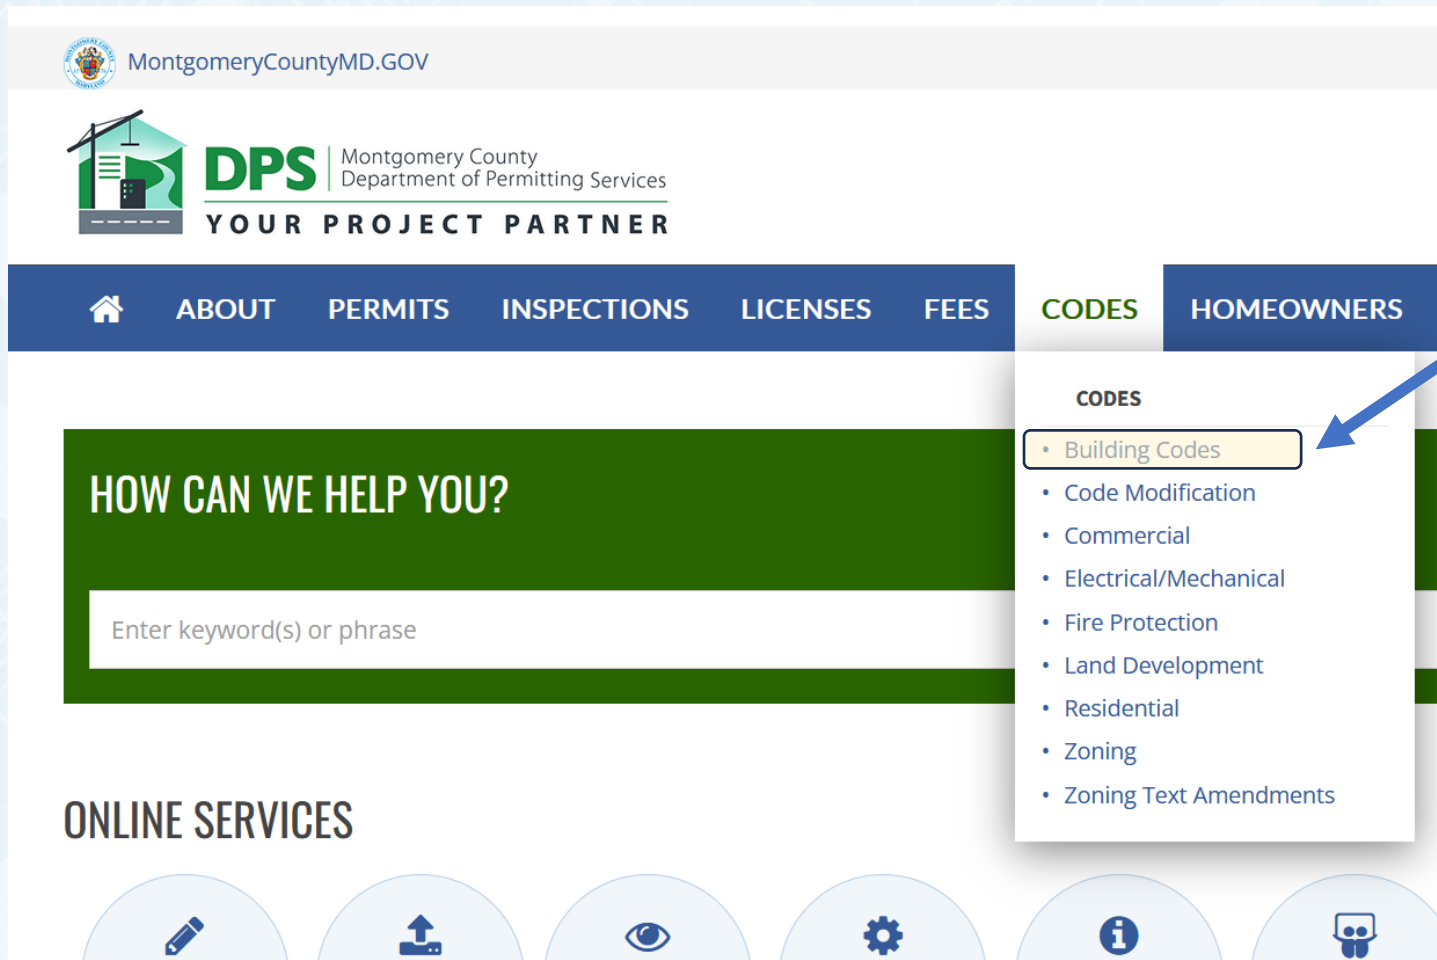 MontgomeryCountyMD.GOV
DPS
Montgomery County
Department of Permitting Services
YOUR PROJECT PARTNER
ABOUT PERMITS INSPECTIONS LICENSES FEES CODES HOMEOWNERS
CODES
• Building Codes
• Code Modification
• Commercial
• Electrical/Mechanical
• Fire Protection
• Land Development
• Residential
• Zoning
• Zoning Text Amendments
HOW CAN WE HELP YOU?
Enter keyword(s) or phrase
ONLINE SERVICES